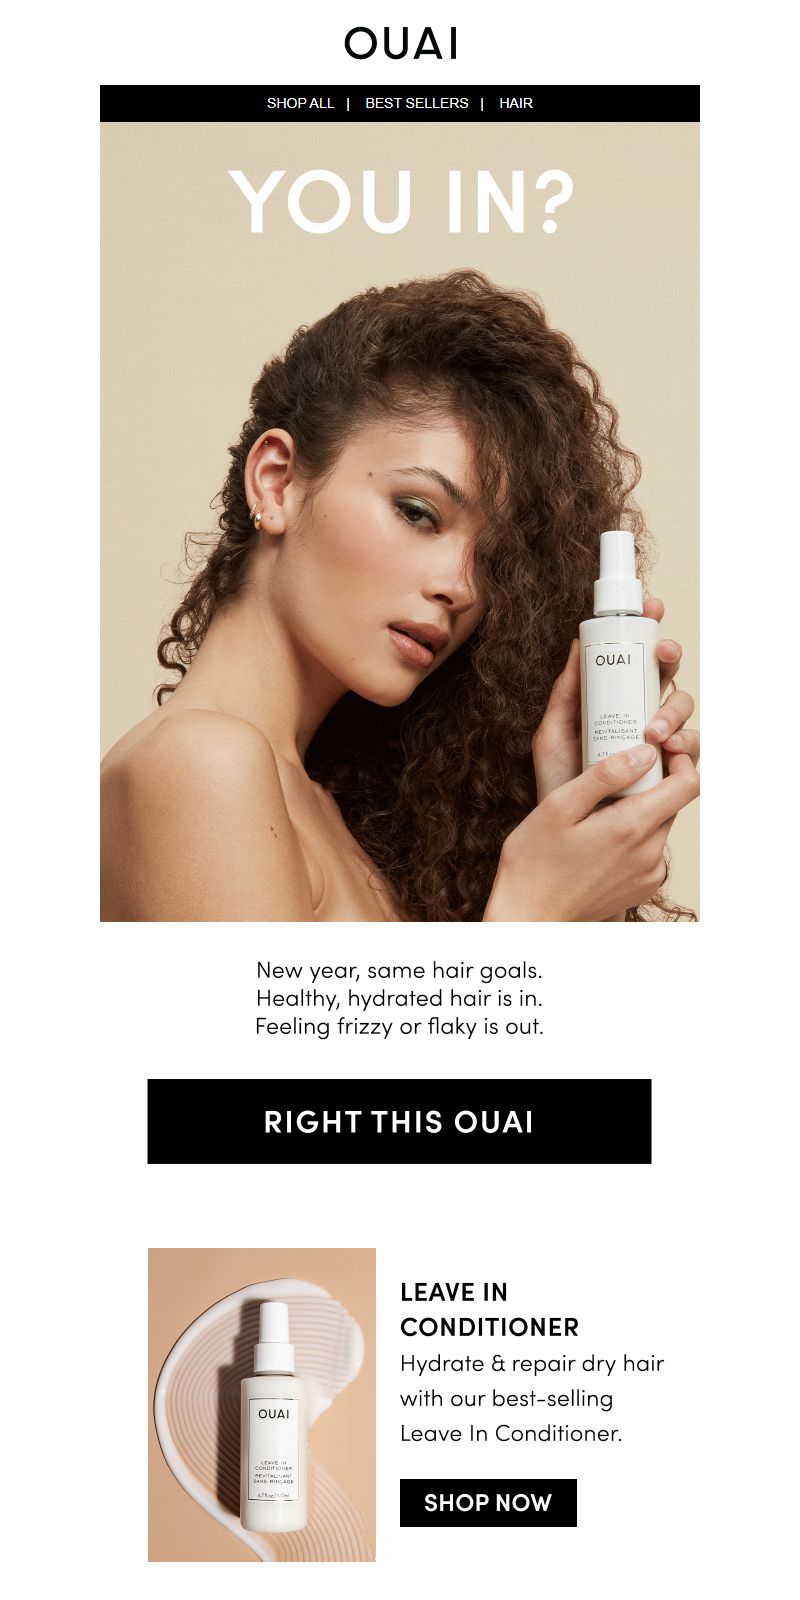 OUAI
SHOP ALL | BEST SELLERS | HAIR
YOU IN?
OUAI
LEAVE IN
CONDITIONER
REVITALISANT
SANS RINÇAGE
New year, same hair goals.
Healthy, hydrated hair is in.
Feeling frizzy or flaky is out.
RIGHT THIS OUAI
OUAI
LEAVE IN
CONDITIONER
REVITALISANT
SANS RINÇAGE
LEAVE IN
CONDITIONER
Hydrate & repair dry hair
with our best-selling
Leave In Conditioner.
SHOP NOW